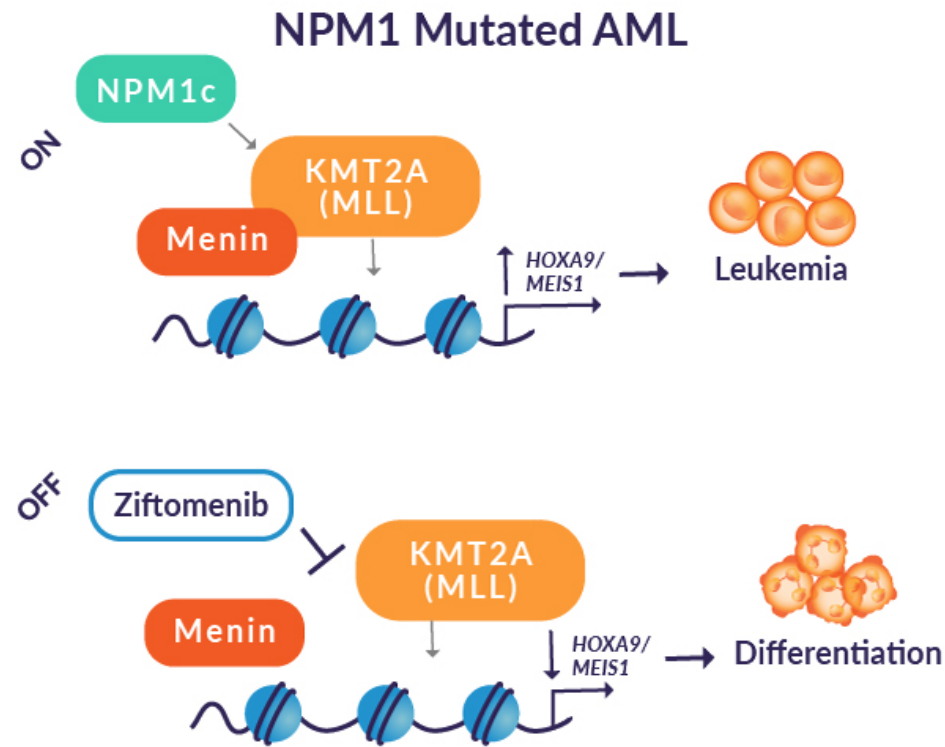 NPM1 Mutated AML
NPM1c
ON
KMT2A
(MLL)
Menin
HOXA9/
MEIS1
Leukemia
OFF
Ziftomenib
KMT2A
(MLL)
Menin
HOXA9/
MEIS1
Differentiation